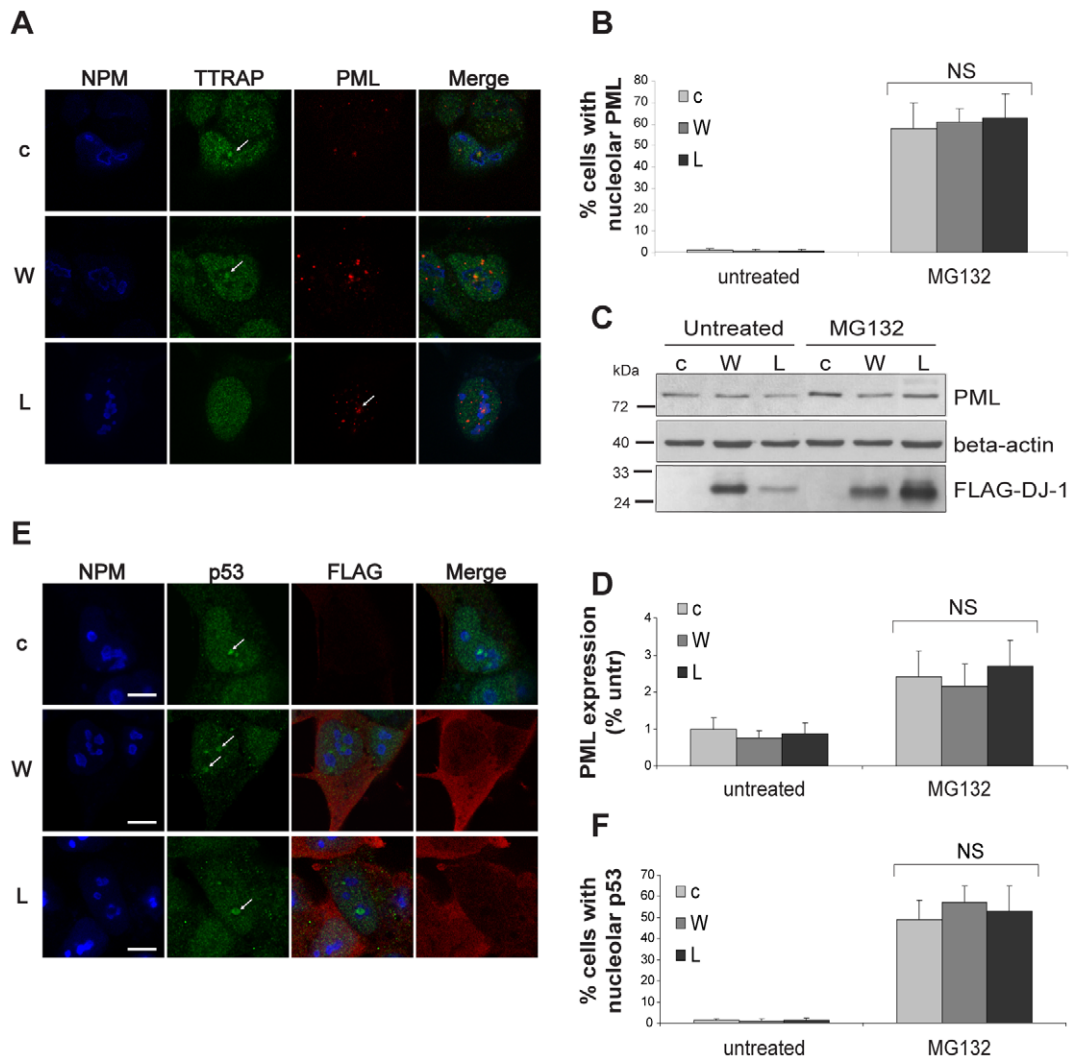 A
NPM TTRAP PML Merge
c
W
L
B
% cells with
nucleolar PML
80
70
60
50
40
30
20
10
0
c
W
L
NS
untreated MG132
C
Untreated MG132
kDa c W L c W L
72 PML
40 beta-actin
33
24 FLAG-DJ-1
E
NPM p53 FLAG Merge
c
W
L
D
PML expression
(% untr)
4
3
2
1
0
c
W
L
NS
untreated MG132
F
% cells with
nucleolar p53
70
60
50
40
30
20
10
0
c
W
L
NS
untreated MG132